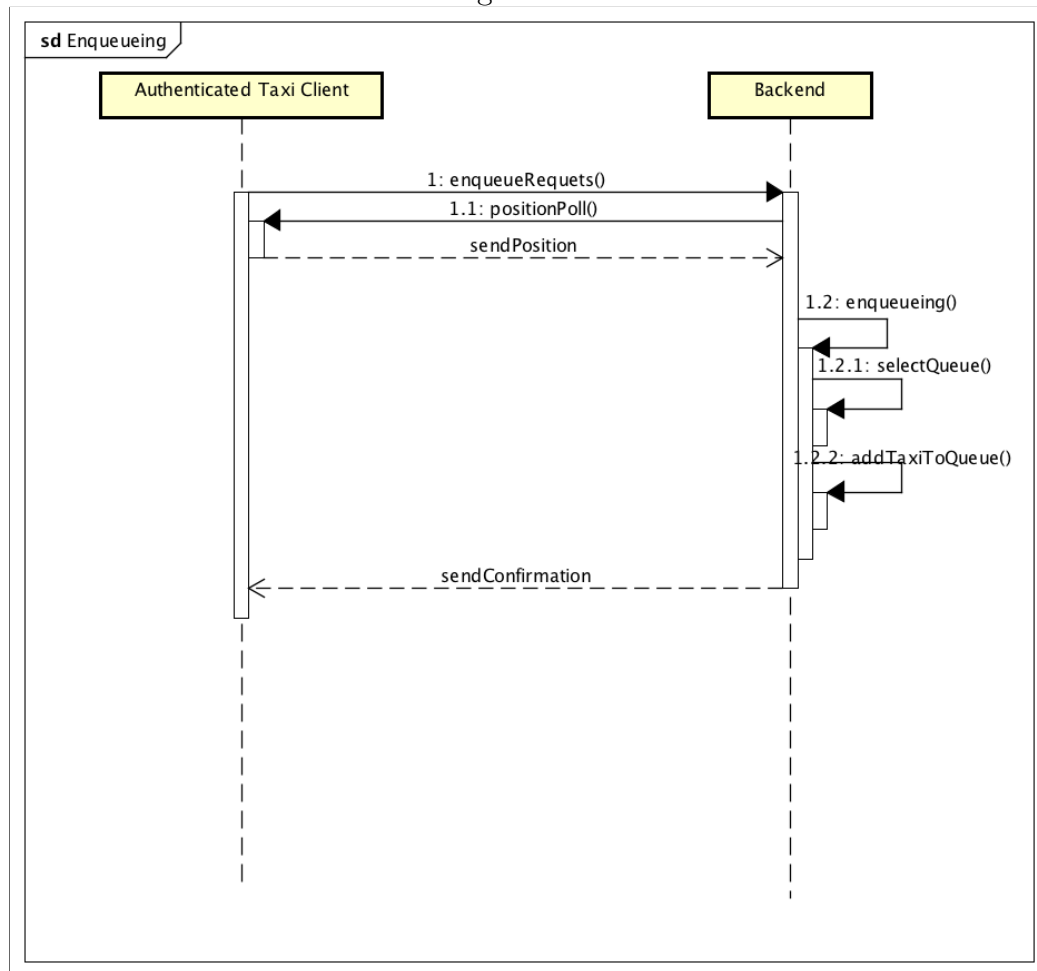 sd Enqueueing
Authenticated Taxi Client
Backend
1: enqueueRequets()
1.1: positionPoll()
sendPosition
1.2: enqueueing()
1.2.1: selectQueue()
1.2.2: addTaxiToQueue()
sendConfirmation